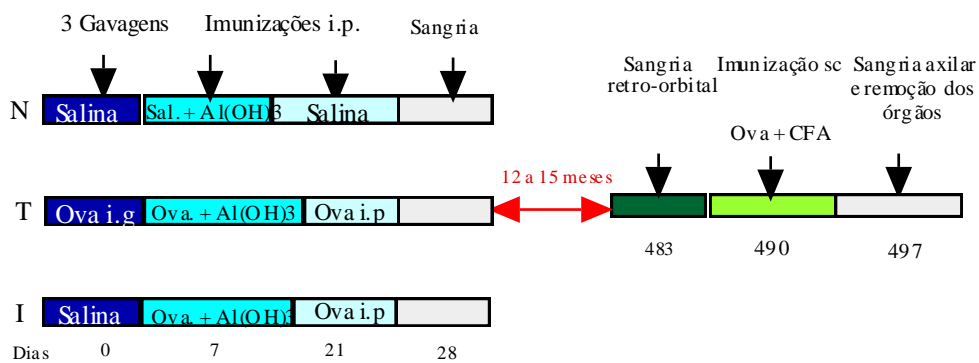 3 Gavagens
Imunizações i.p.
Sangria
Sangria
retro-orbital
Imunização sc
Ova + CFA
Sangria axilar
e remoção dos
órgãos
N
Salina
Sal. + Al(OH)3
Salina
12 a 15 meses
T
Ova i.g
Ova. + Al(OH)3
Ova i.p
483
490
497
I
Salina
Ova. + Al(OH)3
Ova i.p
Dias
0
7
21
28